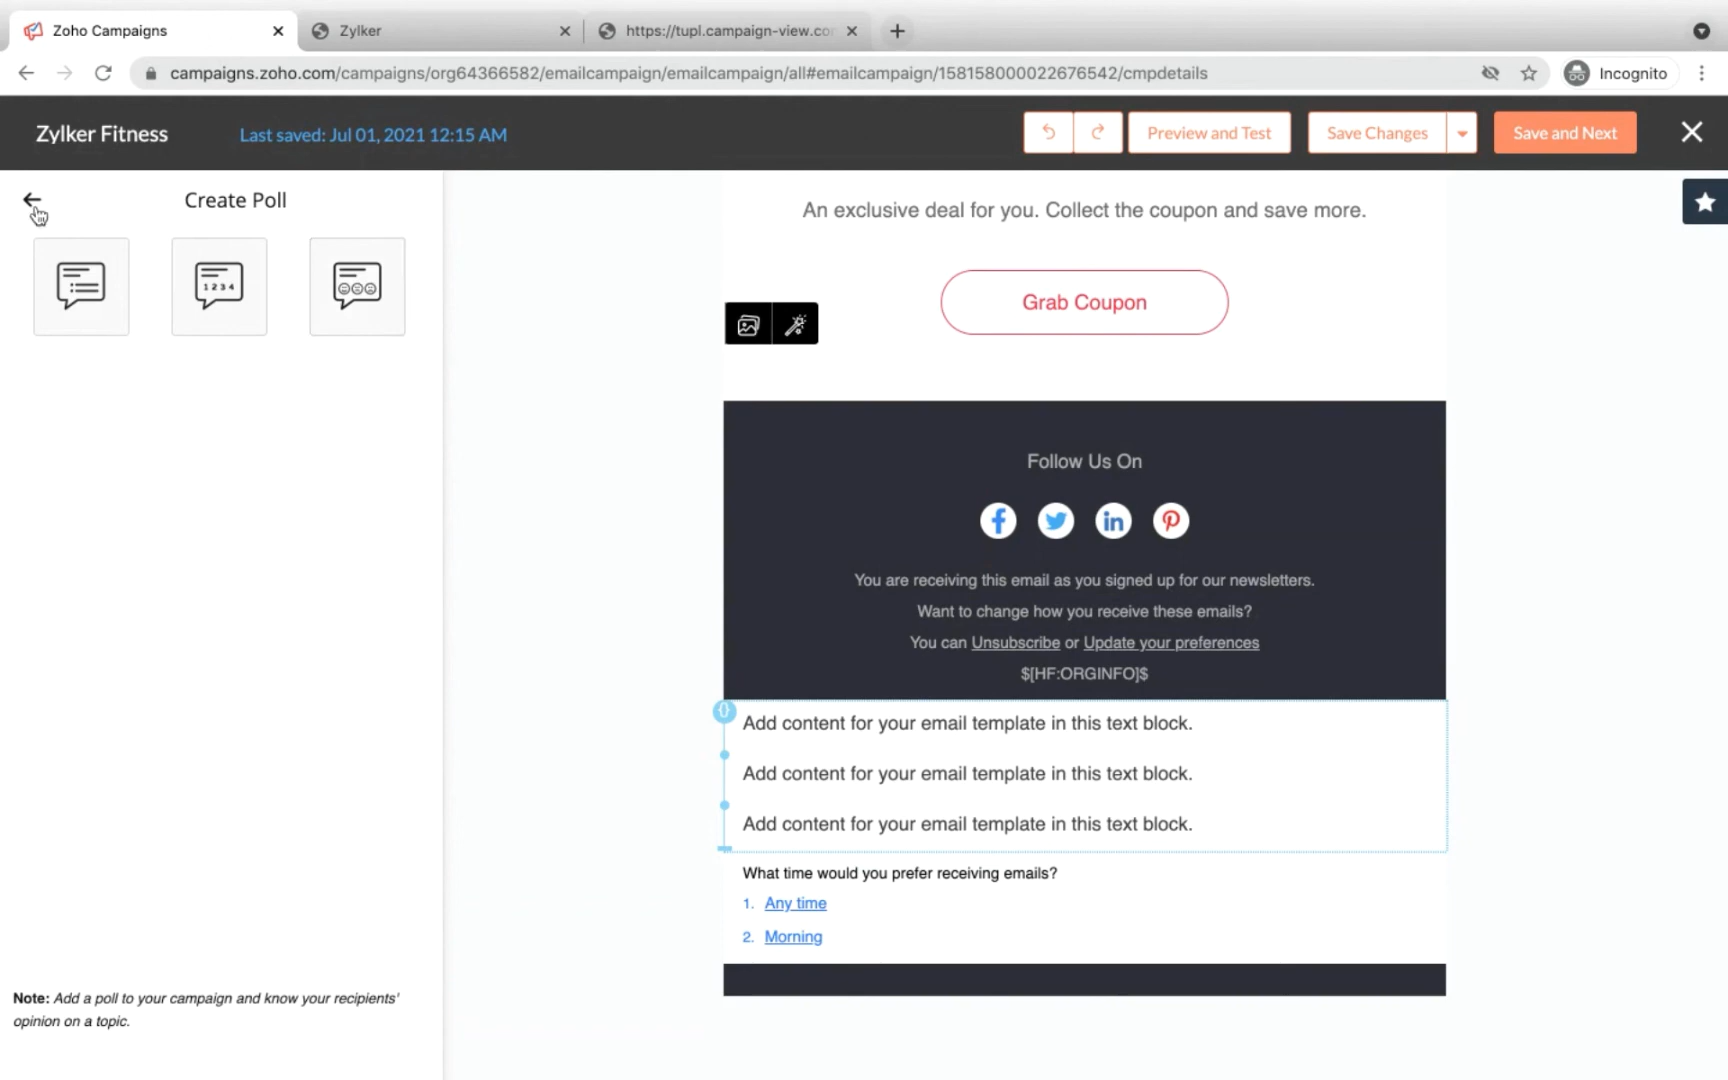 Zoho Campaigns
Zylker
https://tupl.campaign-view.co
campaigns.zoho.com/campaigns/org64366582/emailcampaign/emailcampaign/all#emailcampaign/158158000022676542/cmpdetails
Incognito
Zylker Fitness
Last saved: Jul 01, 2021 12:15 AM
Preview and Test
Save Changes
Save and Next
Create Poll
1 2 3 4
An exclusive deal for you. Collect the coupon and save more.
Grab Coupon
Follow Us On
You are receiving this email as you signed up for our newsletters.
Want to change how you receive these emails?
You can Unsubscribe or Update your preferences
$[HF:ORGINFO]$
Add content for your email template in this text block.
Add content for your email template in this text block.
Add content for your email template in this text block.
What time would you prefer receiving emails?
1. Any time
2. Morning
Note: Add a poll to your campaign and know your recipients'
opinion on a topic.